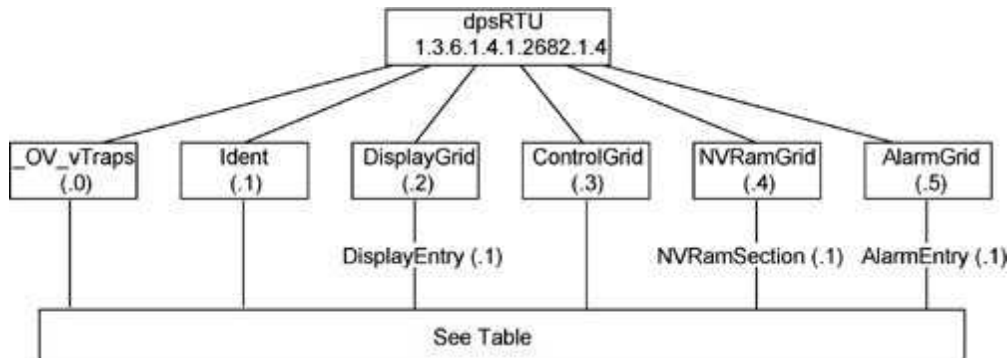 dpsRTU
1.3.6.1.4.1.2682.1.4
_OV_vTraps
(.0)
Ident
(.1)
DisplayGrid
(.2)
ControlGrid
(.3)
NVRamGrid
(.4)
AlarmGrid
(.5)
DisplayEntry (.1)
NVRamSection (.1)
AlarmEntry (.1)
See Table